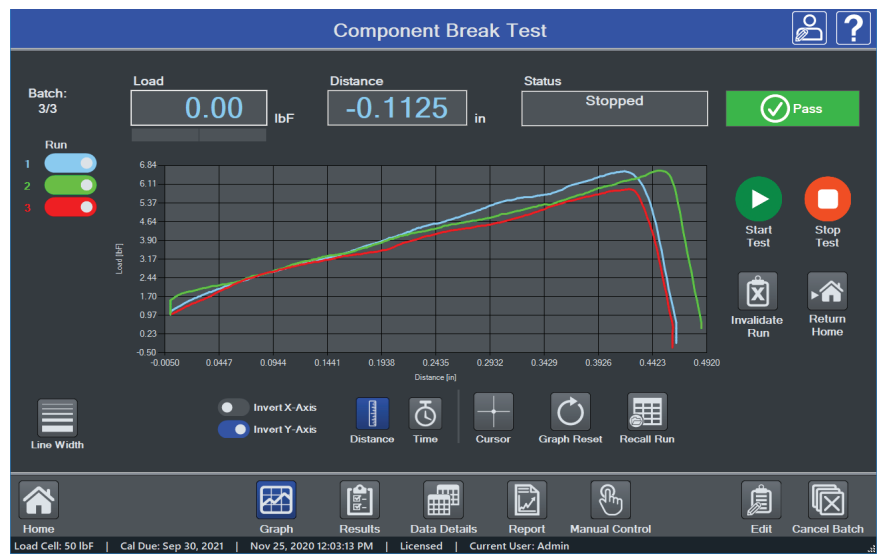 Component Break Test
?
Batch:
3/3
Load
0.00 lbF
Distance
-0.1125 in
Status
Stopped
Pass
Run
1
2
3
6.84
6.11
5.37
4.64
3.90
3.17
2.44
1.70
0.97
0.23
-0.50
Load [lbF]
-0.0050 0.0447 0.0944 0.1441 0.1938 0.2435 0.2932 0.3429 0.3926 0.4423 0.4920
Distance [in]
Start
Test
Stop
Test
Invalidate
Run
Return
Home
Line Width
Invert X-Axis
Invert Y-Axis
Distance
Time
Cursor
Graph Reset
Recall Run
Home
Graph
Results
Data Details
Report
Manual Control
Edit
Cancel Batch
Load Cell: 50 lbF | Cal Due: Sep 30, 2021 | Nov 25, 2020 12:03:13 PM | Licensed | Current User: Admin